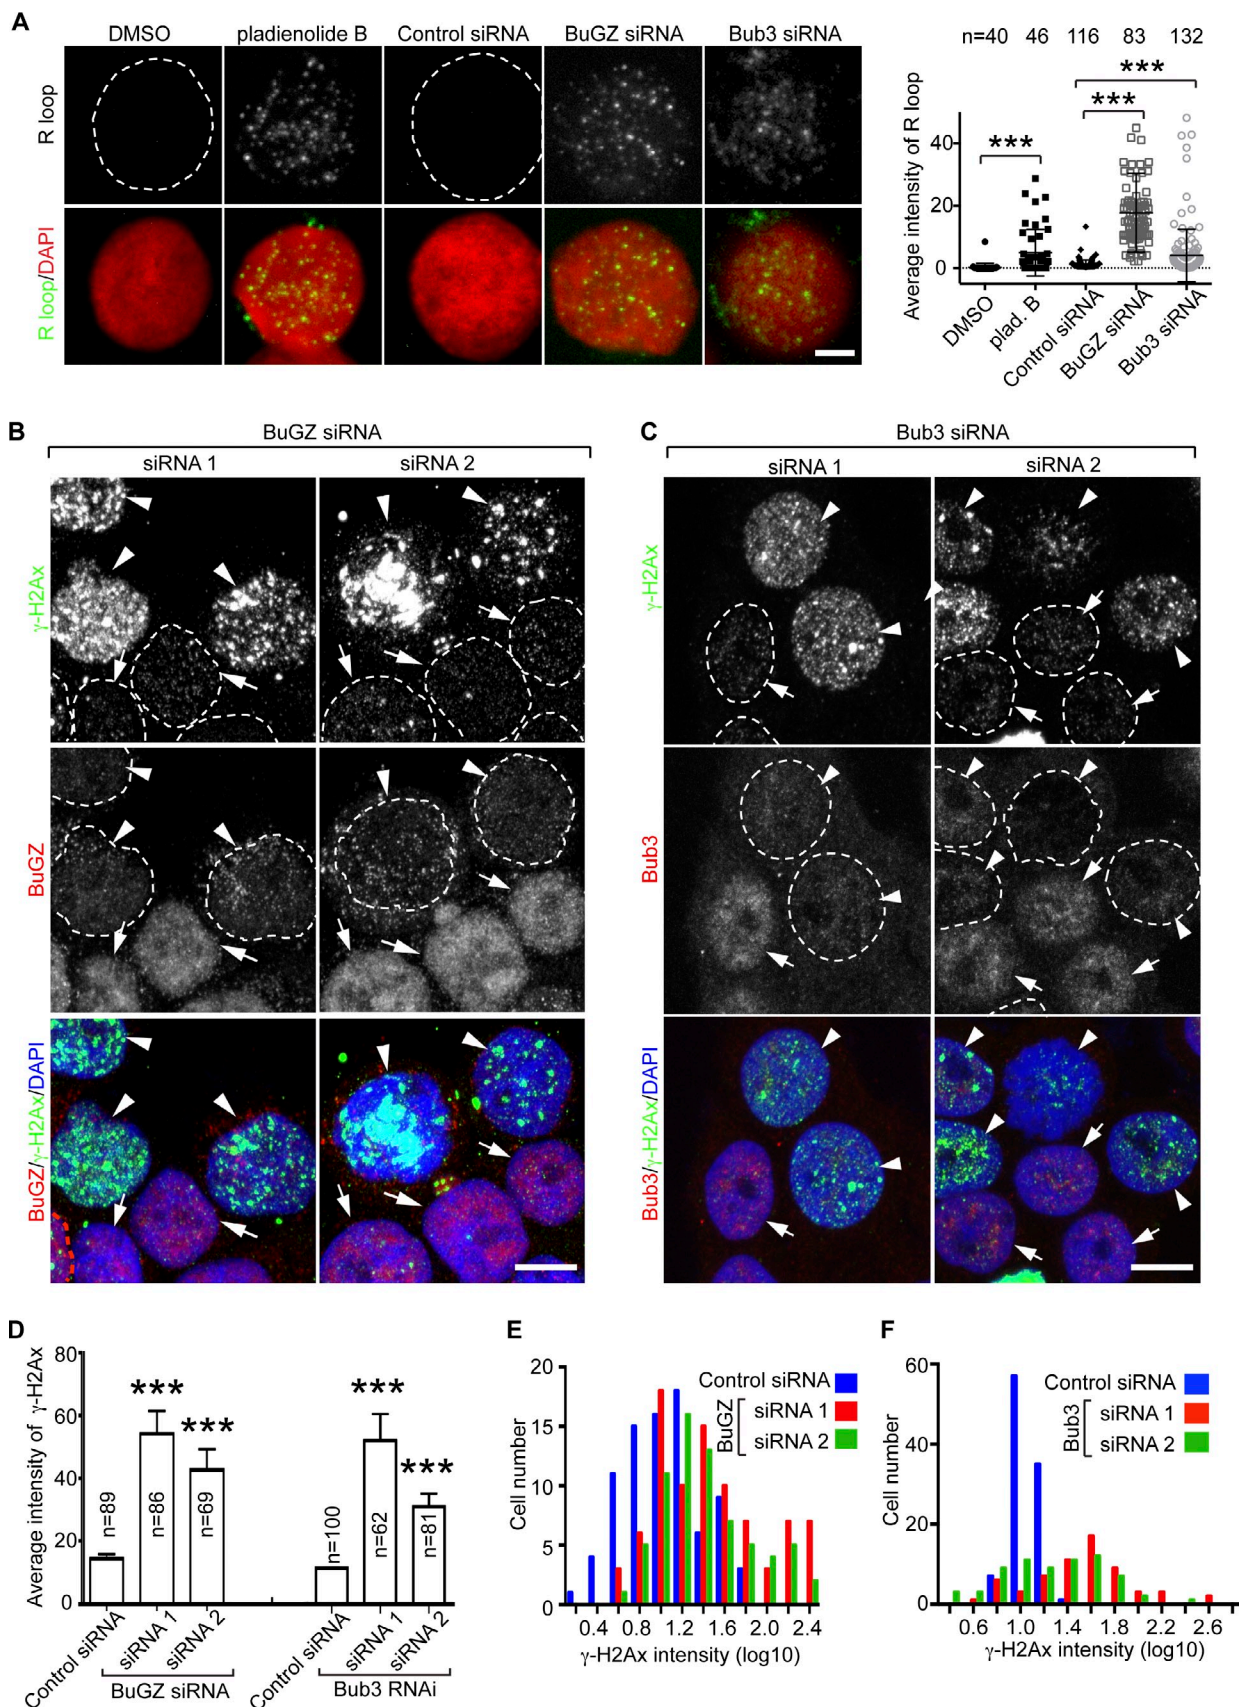 A
DMSO
pladienolide B
Control siRNA
BuGZ siRNA
Bub3 siRNA
R loop
R loop/DAPI
n=40 46 116 83 132
***
***
***
Average intensity of R loop
40
20
0
DMSO
plad. B
Control siRNA
BuGZ siRNA
Bub3 siRNA
B
BuGZ siRNA
siRNA 1
siRNA 2
γ-H2Ax
BuGZ
BuGZ/γ-H2Ax/DAPI
C
Bub3 siRNA
siRNA 1
siRNA 2
γ-H2Ax
Bub3
Bub3/γ-H2Ax/DAPI
D
Average intensity of γ-H2Ax
80
60
40
20
0
***
***
***
***
n=89
n=86
n=69
n=100
n=62
n=81
Control siRNA
siRNA 1
siRNA 2
BuGZ siRNA
Control siRNA
siRNA 1
siRNA 2
Bub3 RNAi
E
Cell number
20
15
10
5
0
Control siRNA
BuGZ
siRNA 1
siRNA 2
0.4 0.8 1.2 1.6 2.0 2.4
γ-H2Ax intensity (log10)
F
Cell number
60
40
20
0
Control siRNA
Bub3
siRNA 1
siRNA 2
0.6 1.0 1.4 1.8 2.2 2.6
γ-H2Ax intensity (log10)